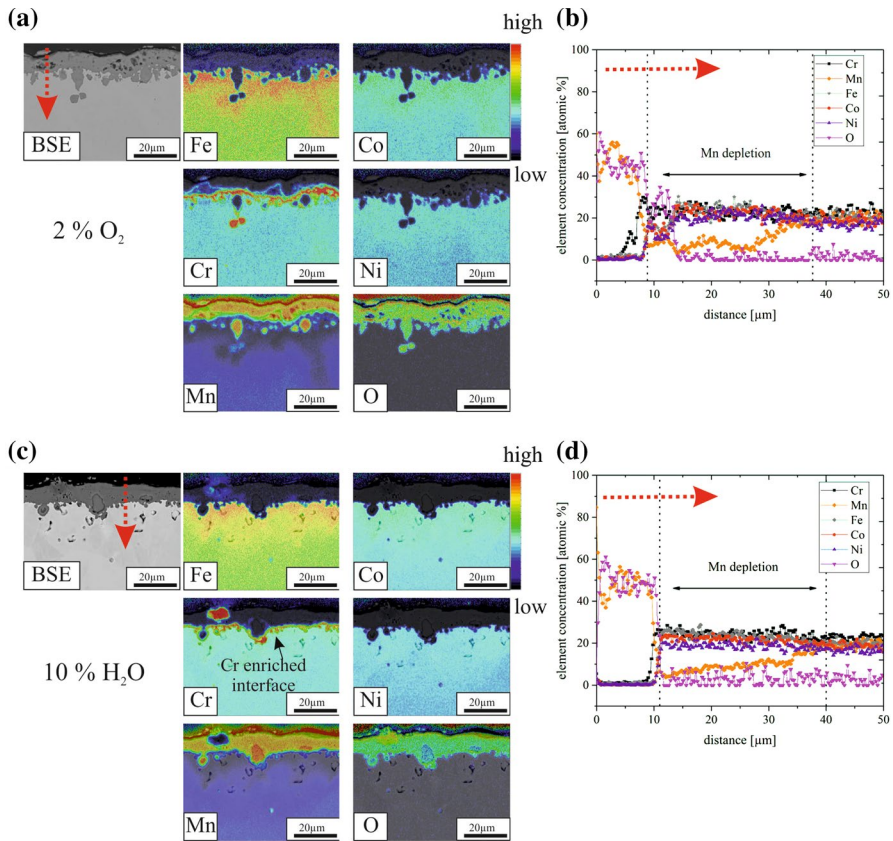 (a)
high
low
BSE
20µm
Fe
20µm
Co
20µm
2 % O₂
Cr
20µm
Ni
20µm
Mn
20µm
O
20µm
(b)
100
80
60
40
20
0
element concentration [atomic %]
Cr
Mn
Fe
Co
Ni
O
Mn depletion
0 10 20 30 40 50
distance [µm]
(c)
high
low
BSE
20µm
Fe
20µm
Co
20µm
10 % H₂O
Cr enriched
interface
Cr
20µm
Ni
20µm
Mn
20µm
O
20µm
(d)
100
80
60
40
20
0
element concentration [atomic %]
Cr
Mn
Fe
Co
Ni
O
Mn depletion
0 10 20 30 40 50
distance [µm]